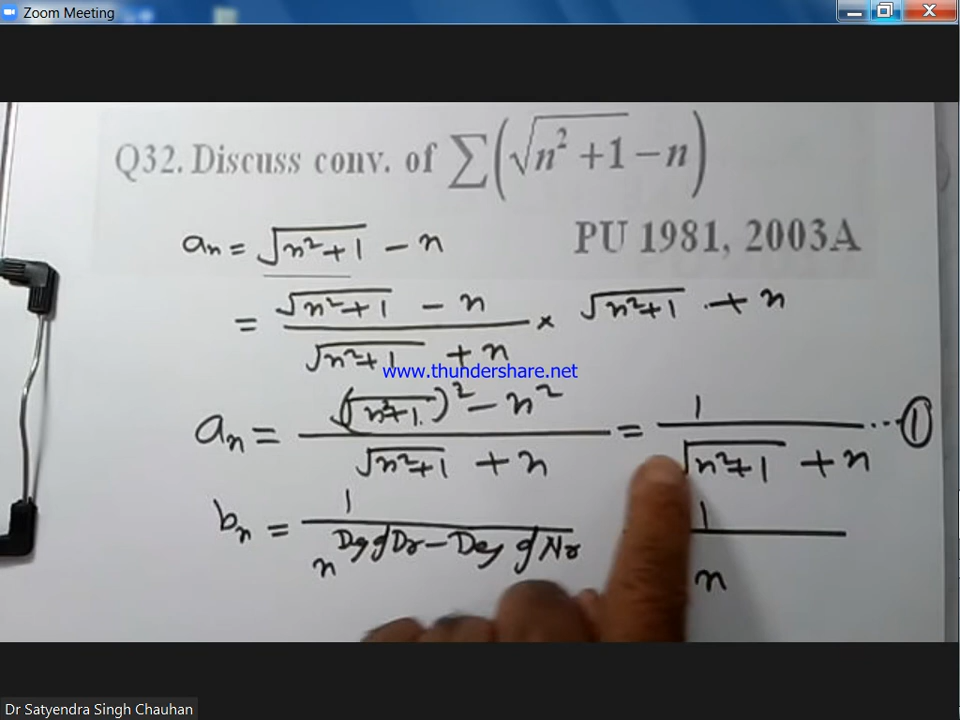 Zoom Meeting
Q32. Discuss conv. of ∑(√(n² + 1) − n)
PU 1981, 2003A
aₙ = √(n²+1) − n
= (√(n²+1) − n) / (√(n²+1) + n) × √(n²+1) + n
www.thundershare.net
aₙ = ((√(n²+1))² − n²) / (√(n²+1) + n) = 1 / (√(n²+1) + n) ... ①
bₙ = 1 / n^(Deg of Dr − Deg of Nr) 1 / n
Dr Satyendra Singh Chauhan